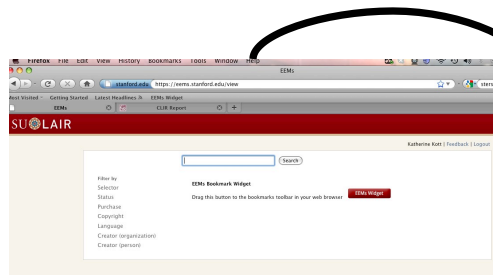 Firefox File Edit View History Bookmarks Tools Window Help
EEMs
stanford.edu https://eems.stanford.edu/view
Most Visited Getting Started Latest Headlines EEMs Widget
EEMs CLIR Report
SULAIR
Katherine Kott | Feedback | Logout
Search
Filter by
Selector
Status
Purchase
Copyright
Language
Creator (organization)
Creator (person)
EEMs Bookmark Widget
Drag this button to the bookmarks toolbar in your web browser
EEMs Widget